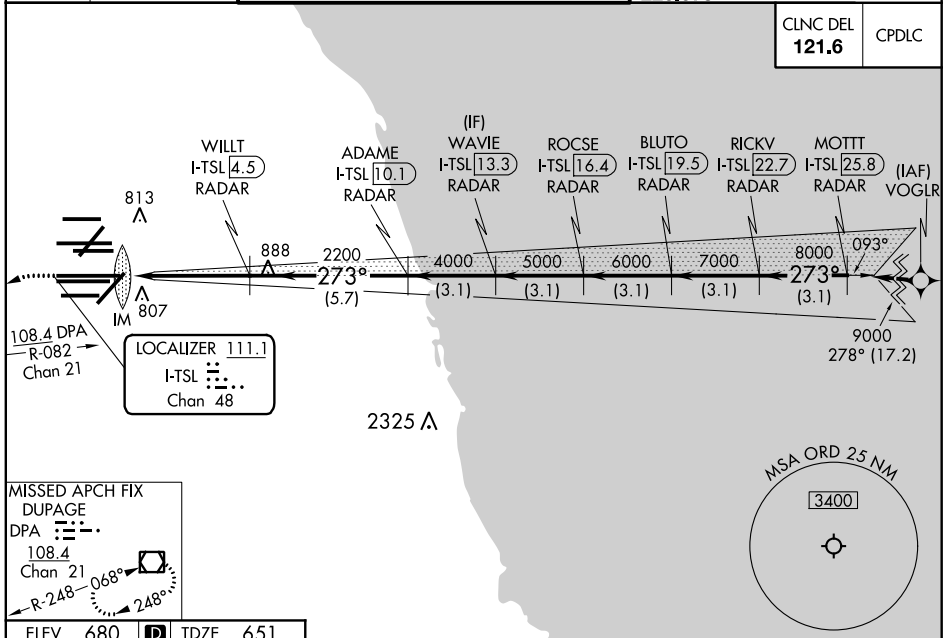 CLNC DEL
121.6
CPDLC
WILLT
I-TSL 4.5
RADAR
ADAME
I-TSL 10.1
RADAR
(IF)
WAVIE
I-TSL 13.3
RADAR
ROCSE
I-TSL 16.4
RADAR
BLUTO
I-TSL 19.5
RADAR
RICKV
I-TSL 22.7
RADAR
MOTTT
I-TSL 25.8
RADAR
(IAF)
VOGLR
813
888
2200
4000
5000
6000
7000
8000
093°
273°
273°
(5.7)
(3.1)
(3.1)
(3.1)
(3.1)
(3.1)
IM
807
9000
278° (17.2)
108.4 DPA
R-082
Chan 21
LOCALIZER 111.1
I-TSL
Chan 48
2325
MSA ORD 25 NM
3400
MISSED APCH FIX
DUPAGE
DPA
108.4
Chan 21
R-248
068°
248°
ELEV 680 D TDZE 651